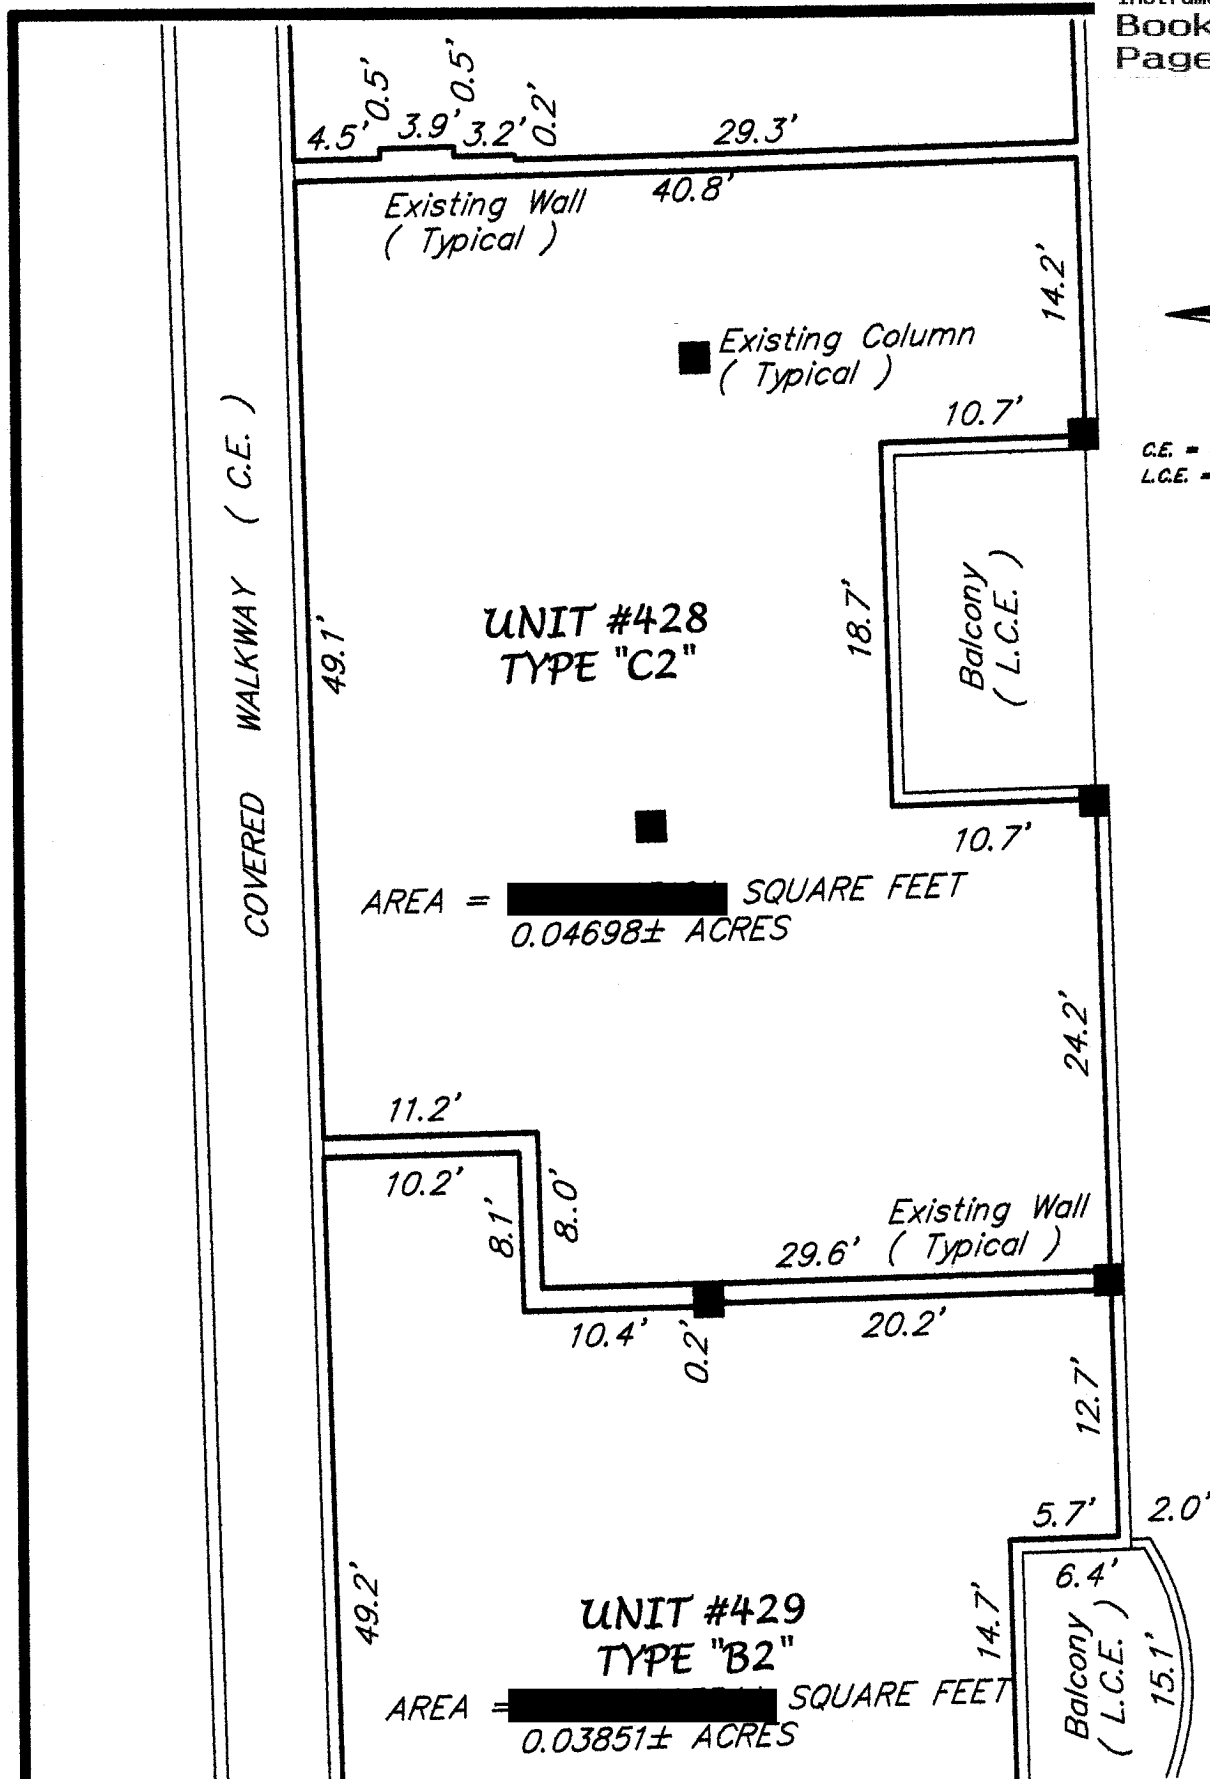 Book
Page
0.5'
0.5'
0.2'
4.5'
3.9'
3.2'
29.3'
40.8'
Existing Wall
( Typical )
14.2'
Existing Column
( Typical )
10.7'
C.E. =
L.C.E. =
COVERED WALKWAY ( C.E. )
49.1'
UNIT #428
TYPE "C2"
18.7'
Balcony
( L.C.E. )
10.7'
AREA = SQUARE FEET
0.04698± ACRES
24.2'
11.2'
10.2'
8.1'
8..0'
Existing Wall
29.6' ( Typical )
10.4'
0.2'
20.2'
12.7'
5.7'
2.0'
6.4'
49.2'
UNIT #429
TYPE "B2"
14.7'
Balcony
( L.C.E. )
15.1'
AREA = SQUARE FEET
0.03851± ACRES